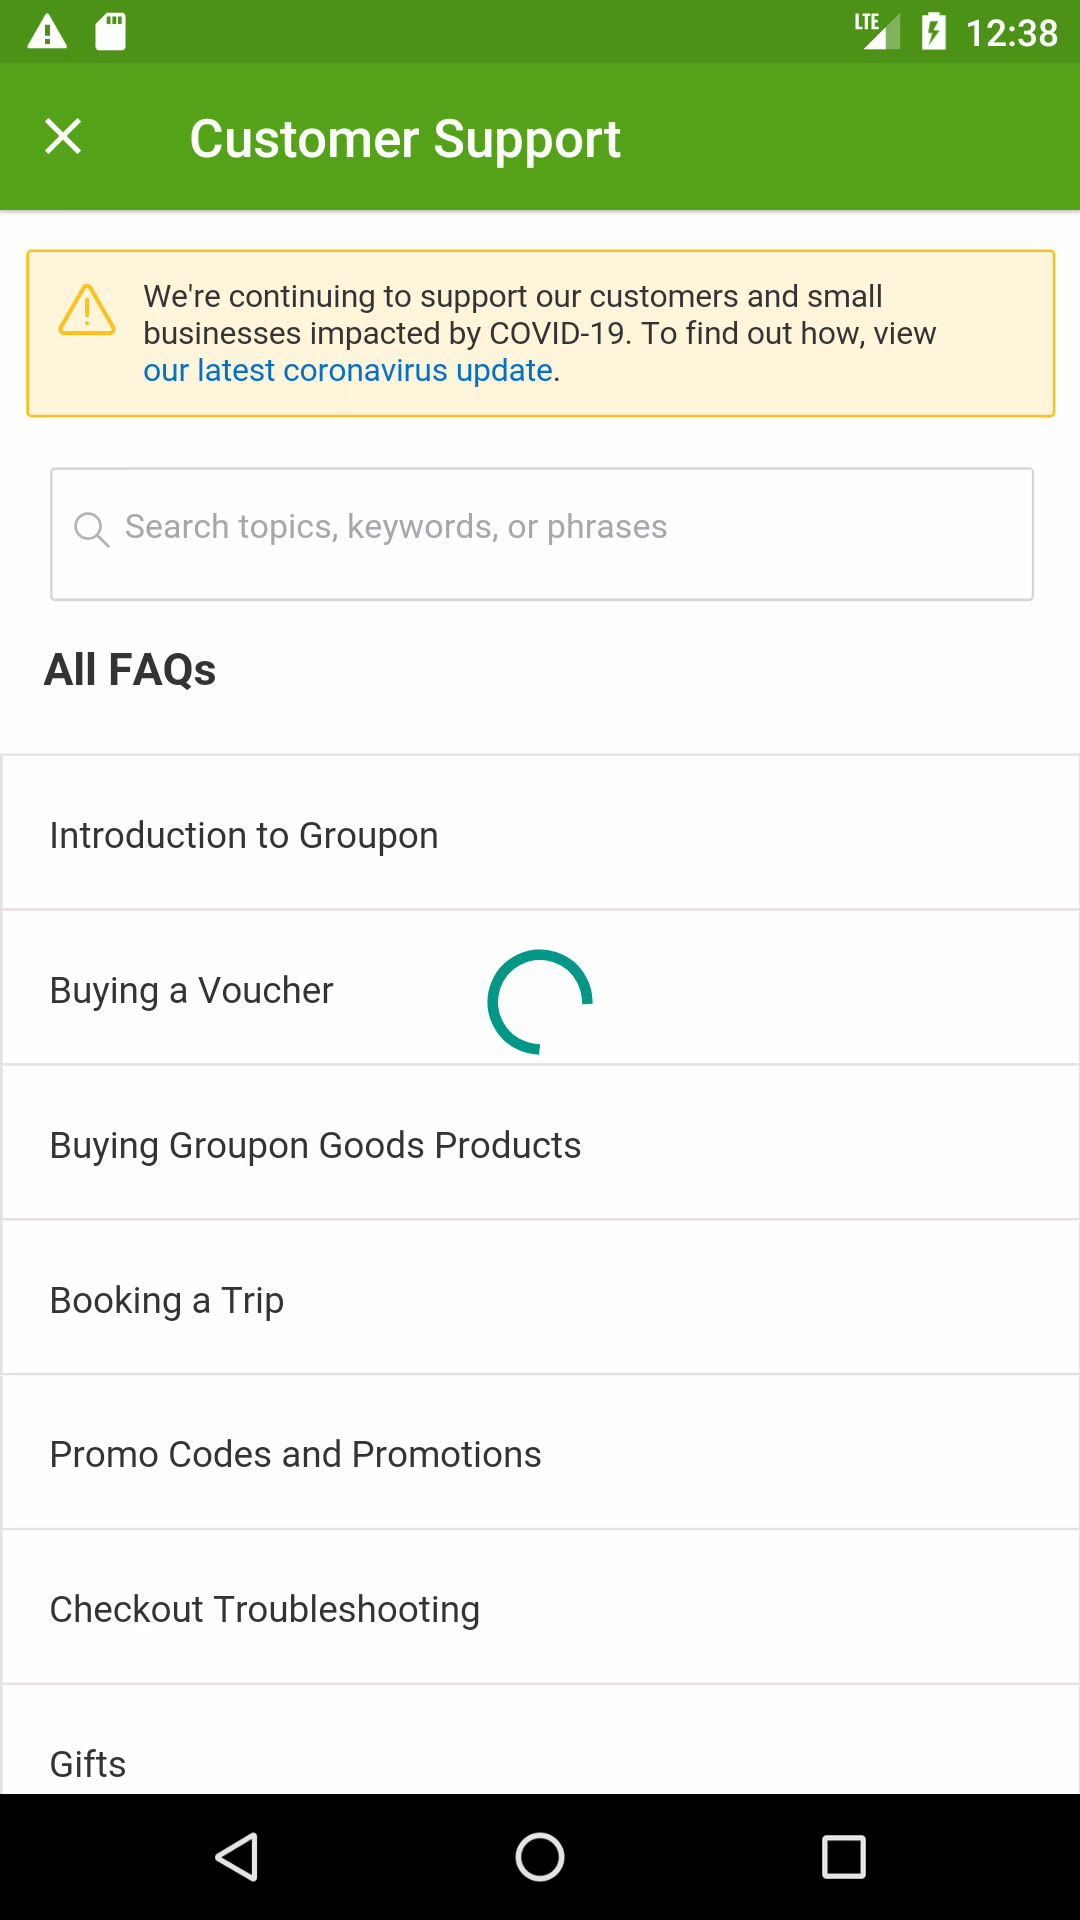 LTE 12:38
Customer Support
We're continuing to support our customers and small
businesses impacted by COVID-19. To find out how, view
our latest coronavirus update.
Search topics, keywords, or phrases
All FAQs
Introduction to Groupon
Buying a Voucher
Buying Groupon Goods Products
Booking a Trip
Promo Codes and Promotions
Checkout Troubleshooting
Gifts